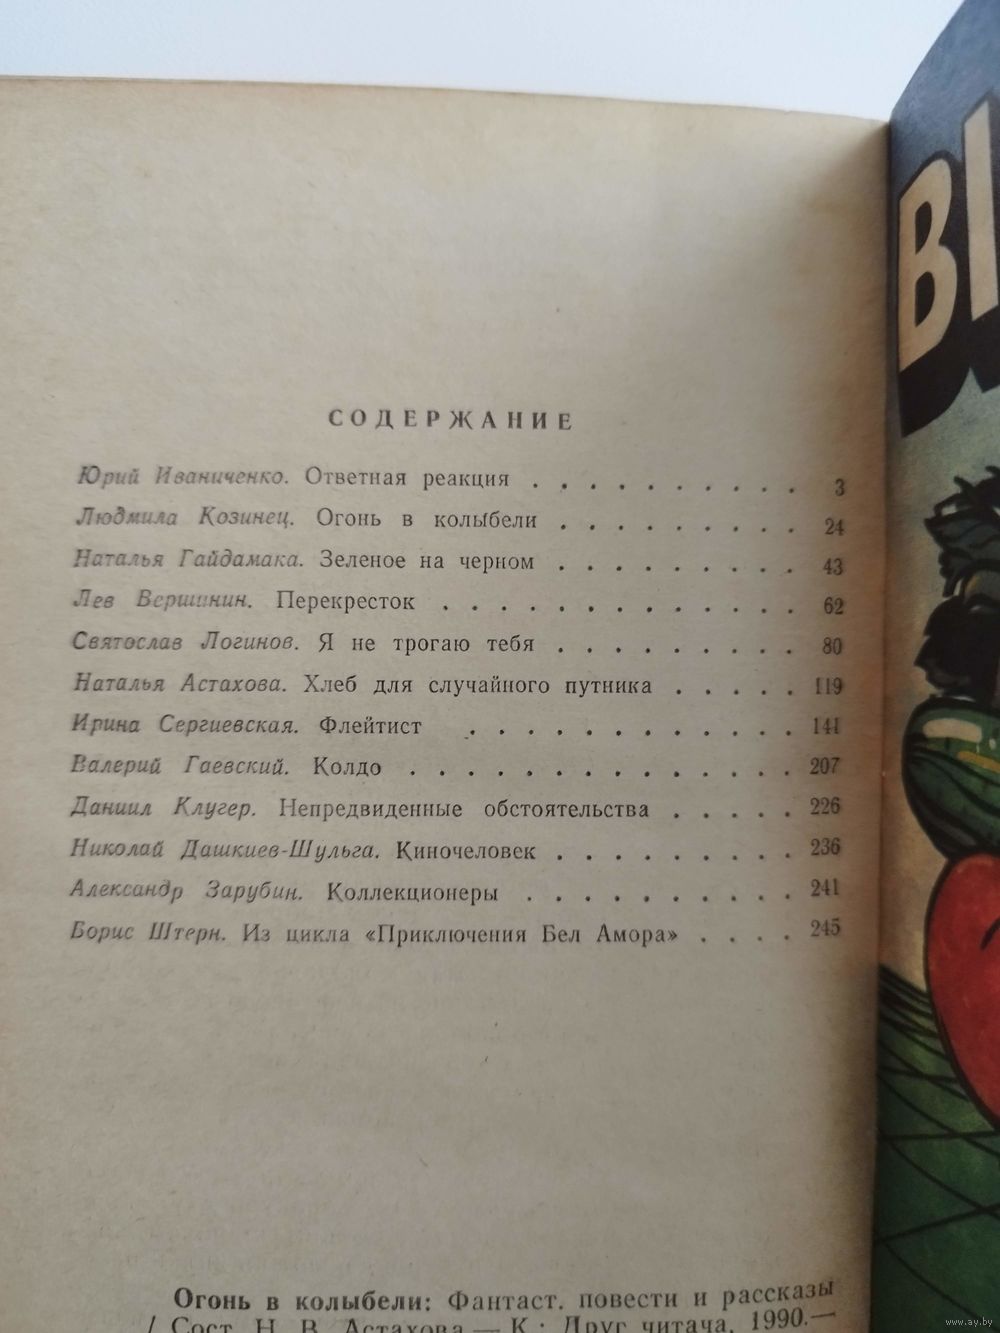 СОДЕРЖАНИЕ
Юрий Иваниченко. Ответная реакция . . . . . . . . . . 3
Людмила Козинец. Огонь в колыбели . . . . . . . . . 24
Наталья Гайдамака. Зеленое на черном . . . . . . . . . 43
Лев Вершинин. Перекресток . . . . . . . . . . . . . 62
Святослав Логинов. Я не трогаю тебя . . . . . . . . . 80
Наталья Астахова. Хлеб для случайного путника . . . . . 119
Ирина Сергиевская. Флейтист . . . . . . . . . . . . 141
Валерий Гаевский. Колдо . . . . . . . . . . . . . . 207
Даниил Клугер. Непредвиденные обстоятельства . . . . . 226
Николай Дашкиев-Шульга. Киночеловек . . . . . . . . . 236
Александр Зарубин. Коллекционеры . . . . . . . . . . 241
Борис Штерн. Из цикла «Приключения Бел Амора» . . . . 245
Огонь в колыбели: Фантаст. повести и рассказы
/ Сост. Н. В. Астахова — К.: Друг читача, 1990.—
www.ay.by